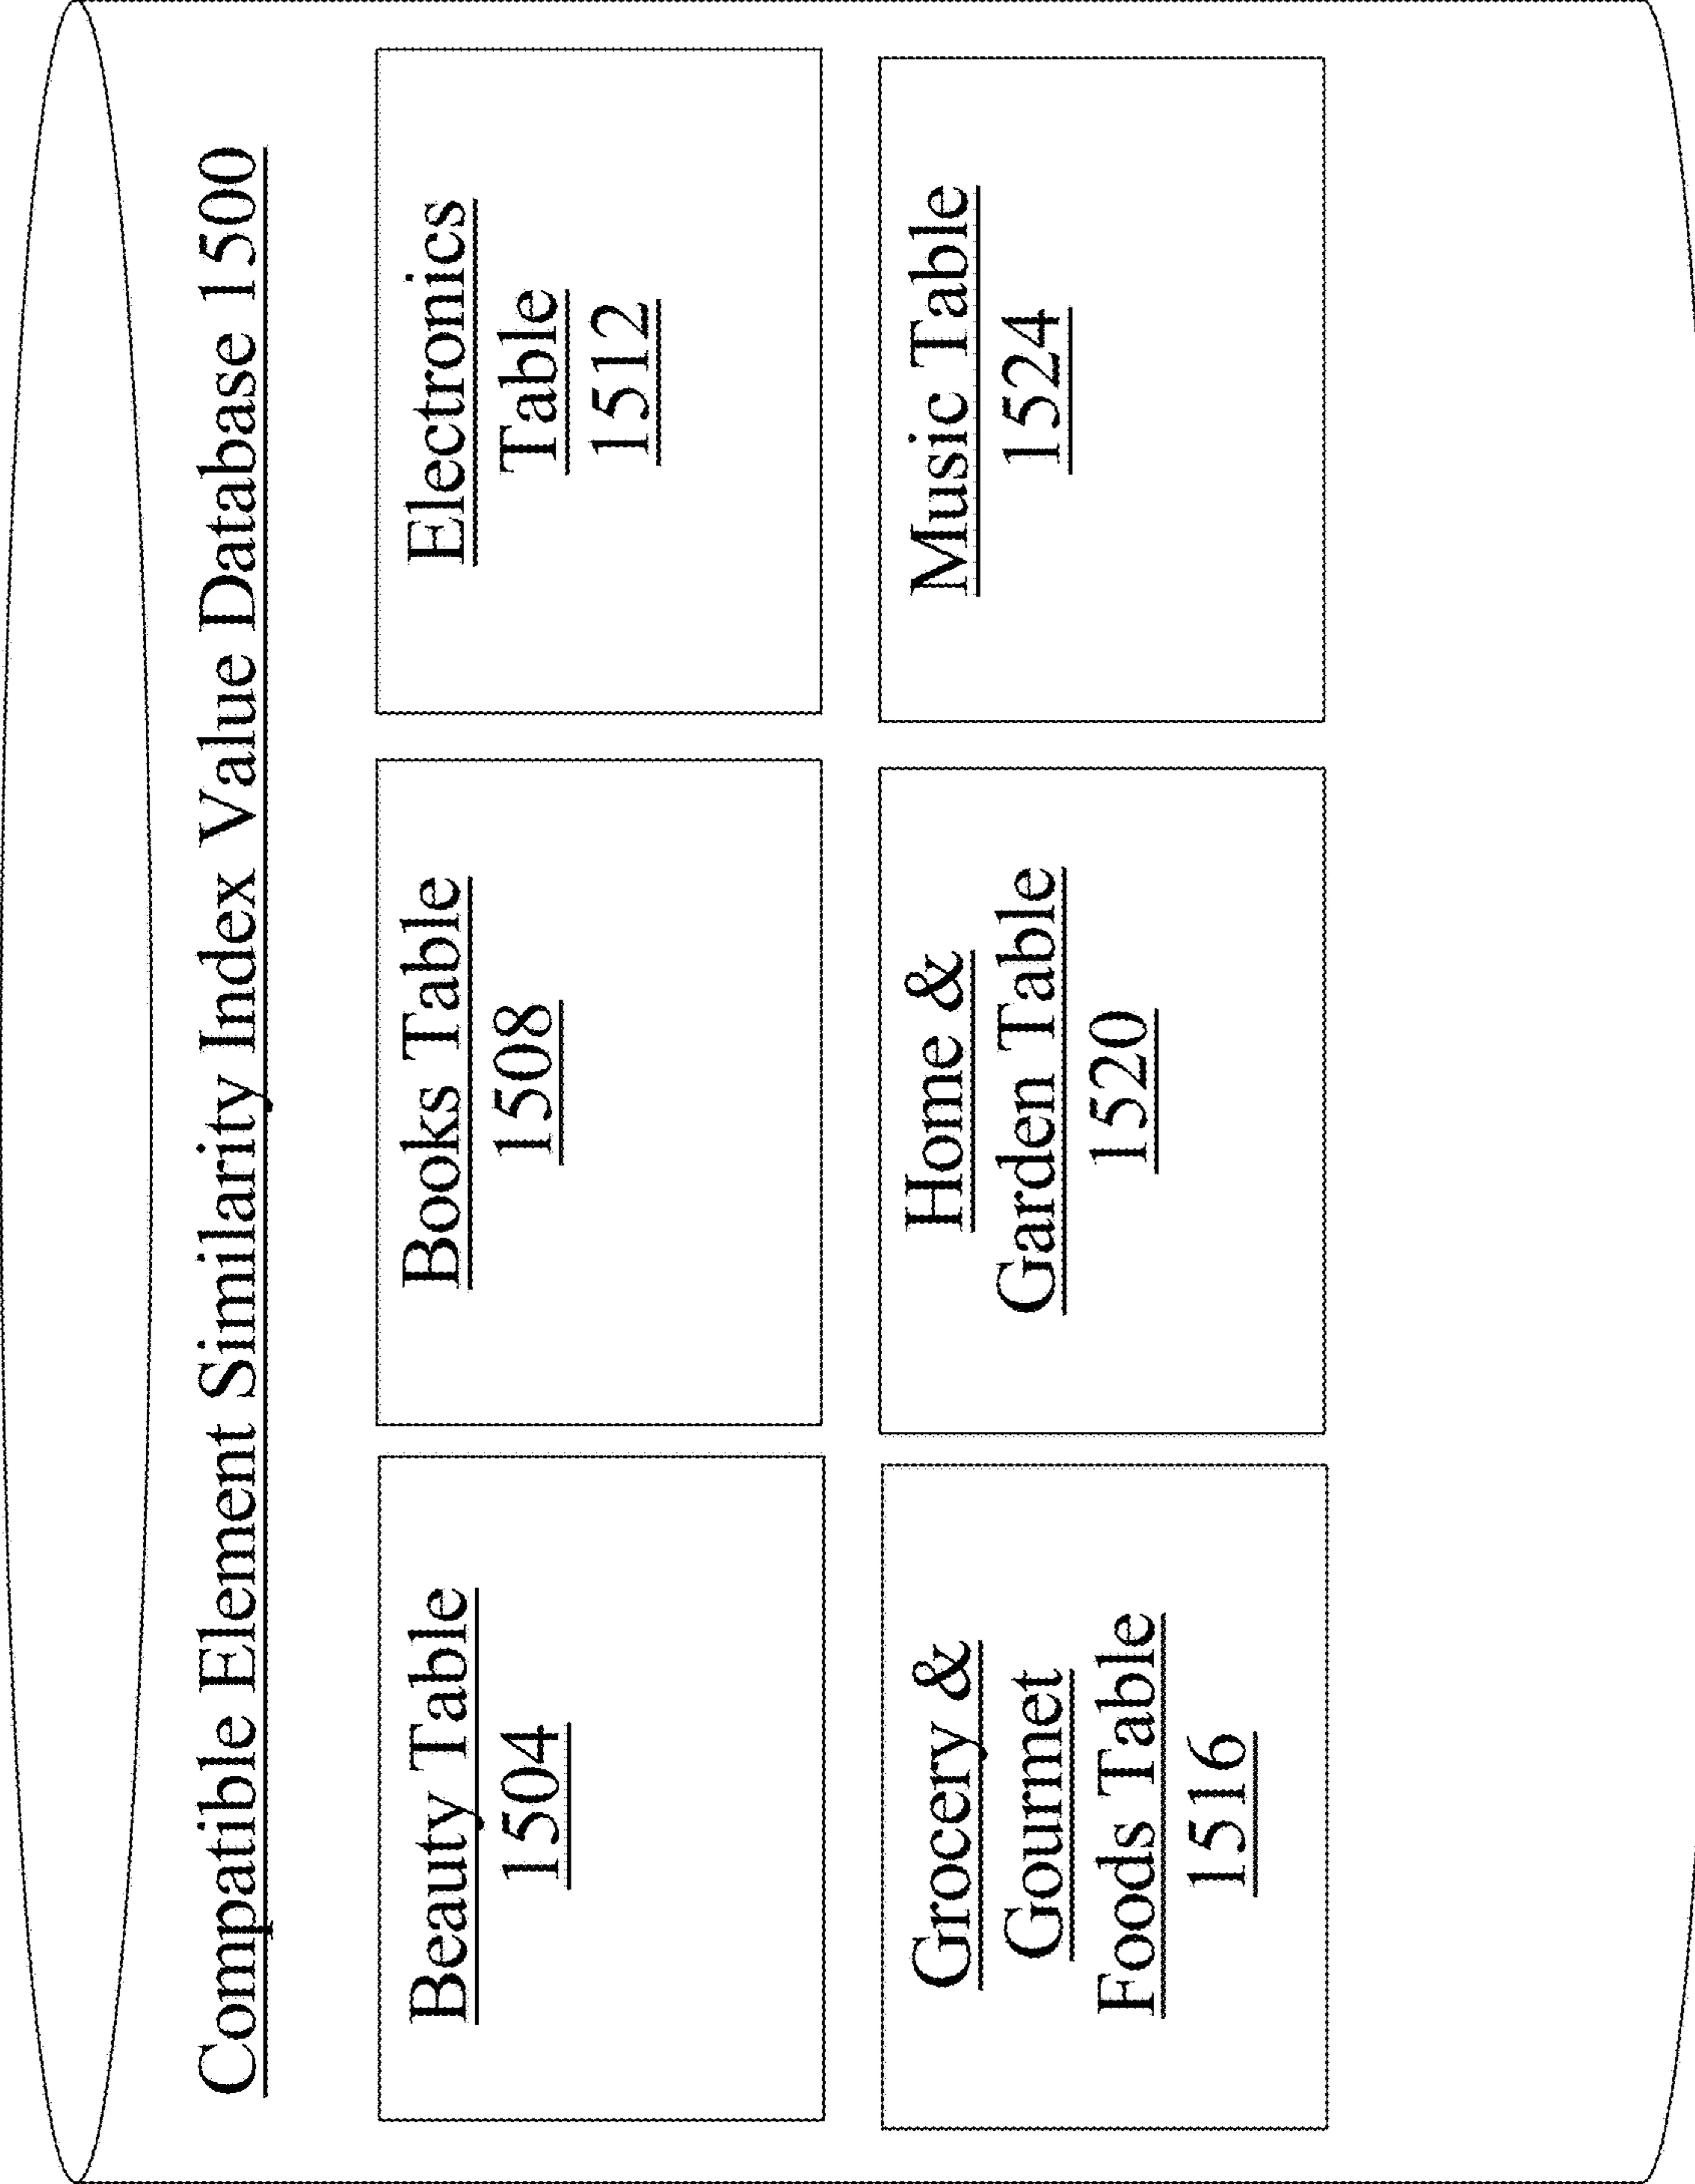 Compatible Element Similarity Index Value Database 1500
Beauty Table
1504
Books Table
1508
Electronics
Table
1512
Grocery &
Gourmet
Foods Table
1516
Home &
Garden Table
1520
Music Table
1524